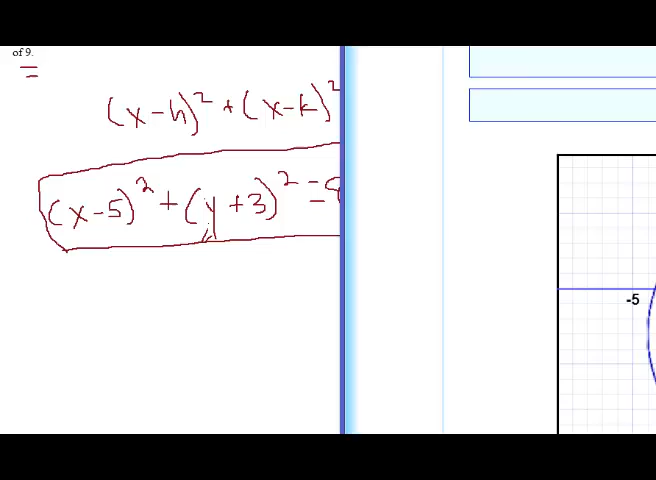 of 9.
=
(x-h)² + (x-k)²
(x-5)² + (y+3)² =
-5